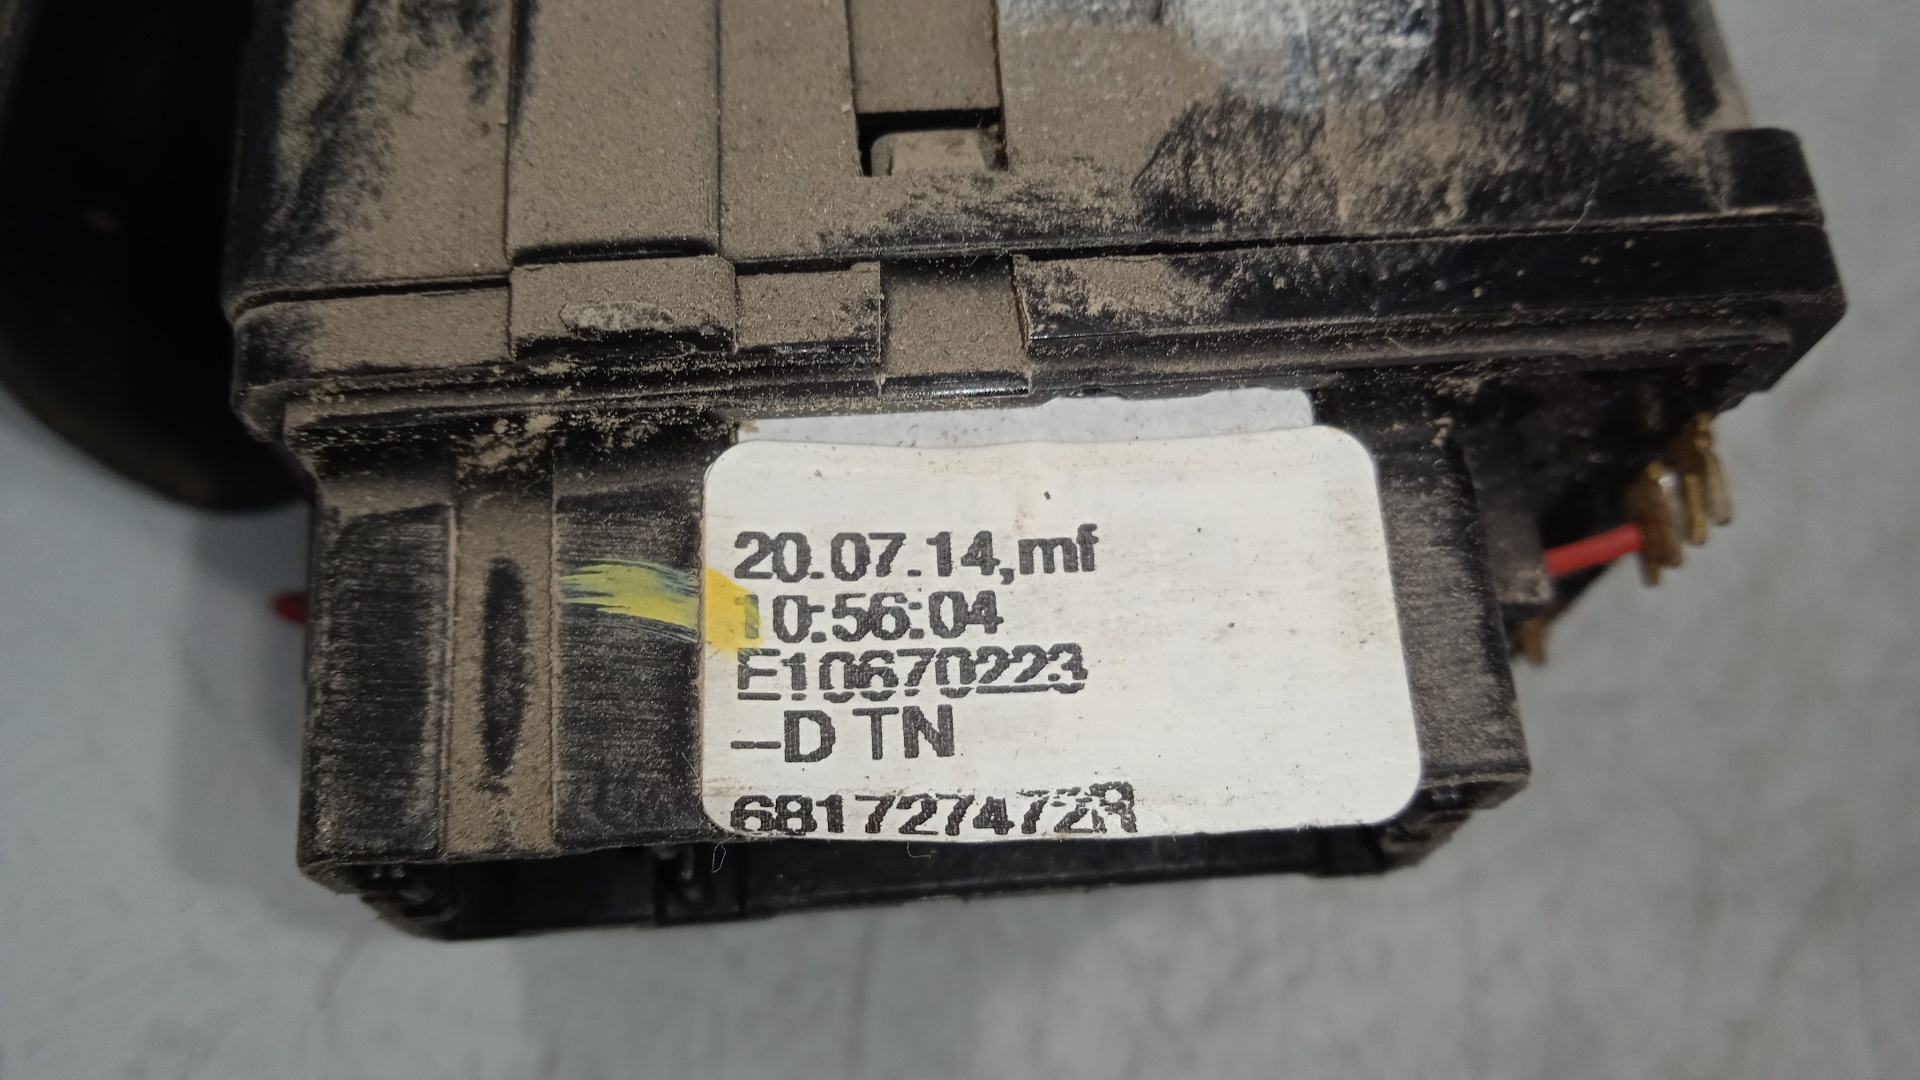 20.07.14,mf
10:56:04
E10670223
–D TN
681727472R